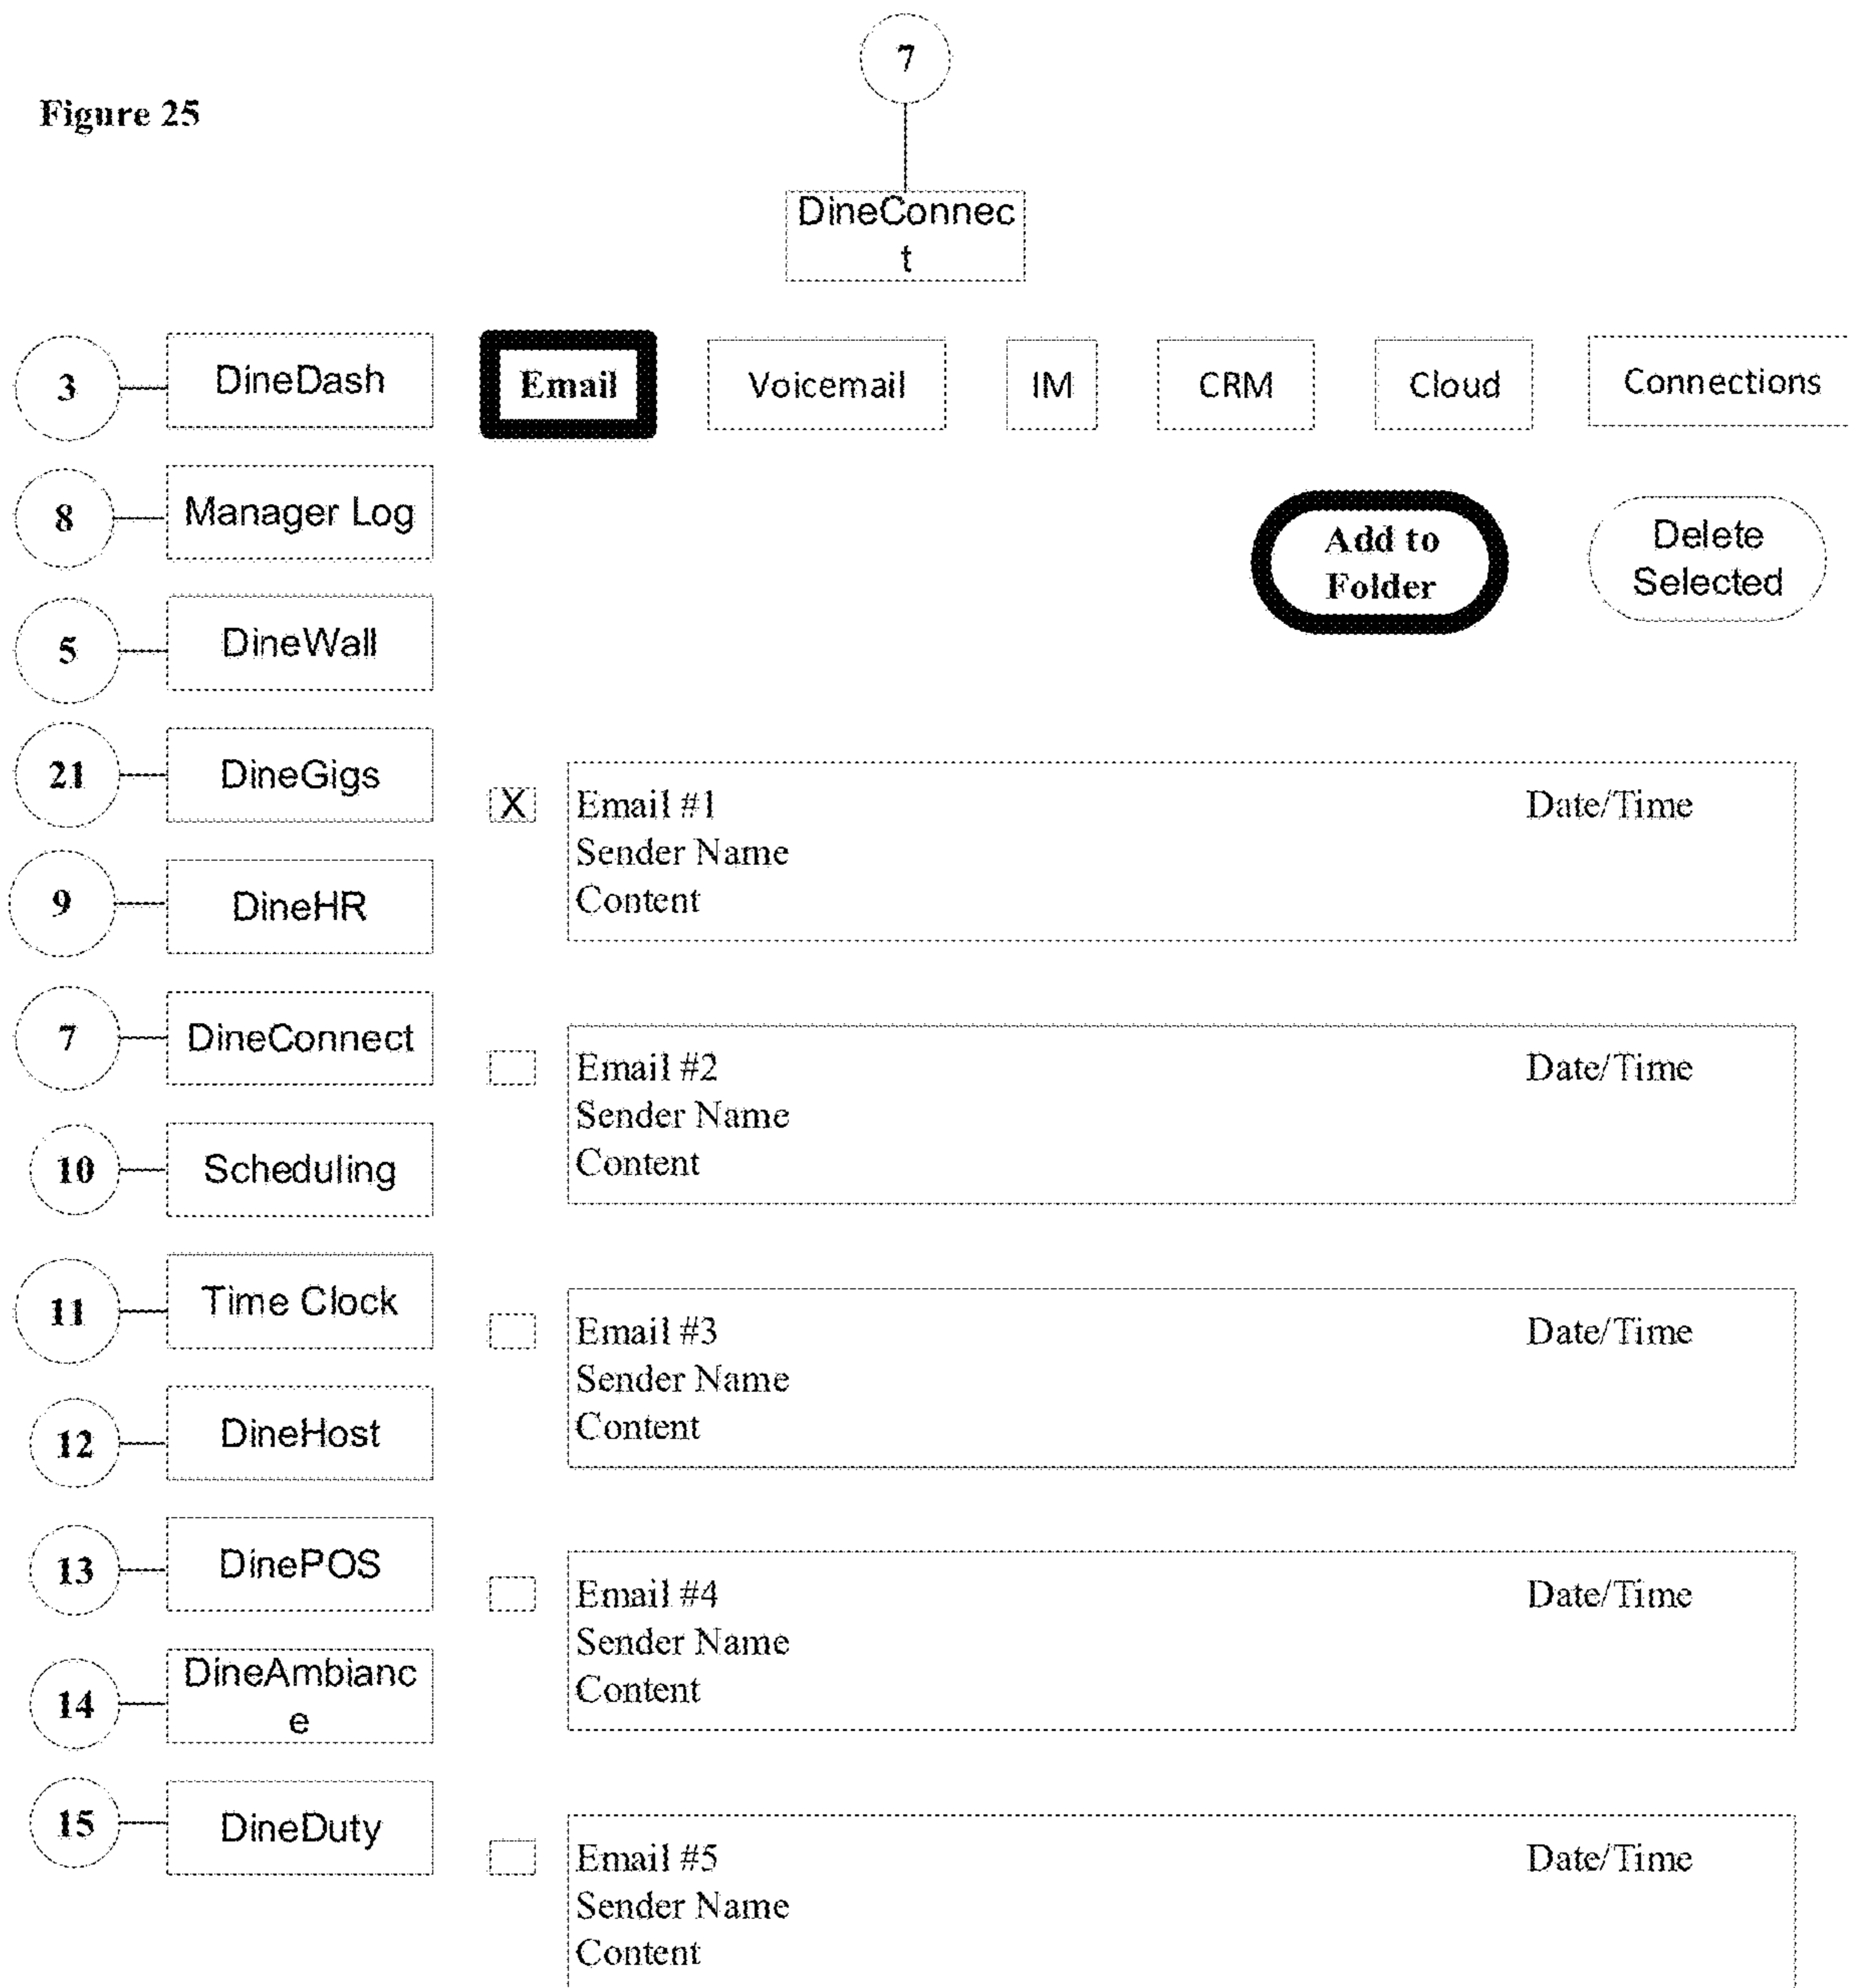 7
Figure 25
DineConnec
t
3 DineDash Email Voicemail IM CRM Cloud Connections
8 Manager Log
Add to
Folder
Delete
Selected
5 DineWall
21 DineGigs
X Email #1 Date/Time
Sender Name
Content
9 DineHR
7 DineConnect
Email #2 Date/Time
Sender Name
Content
10 Scheduling
11 Time Clock
Email #3 Date/Time
Sender Name
Content
12 DineHost
13 DinePOS
Email #4 Date/Time
Sender Name
Content
14 DineAmbianc
e
15 DineDuty
Email #5 Date/Time
Sender Name
Content